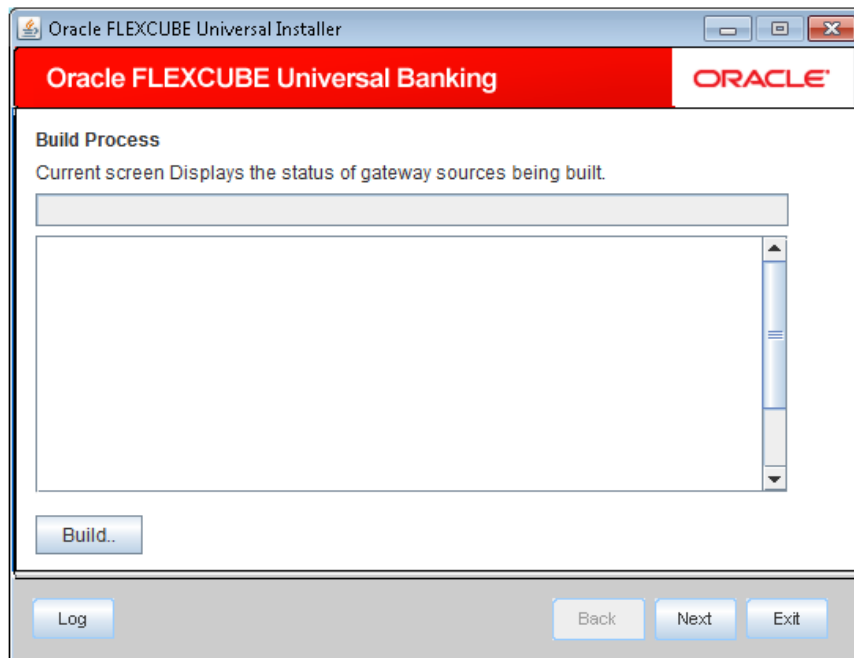 Oracle FLEXCUBE Universal Installer
Oracle FLEXCUBE Universal Banking
ORACLE
Build Process
Current screen Displays the status of gateway sources being built.
Build..
Log
Back
Next
Exit